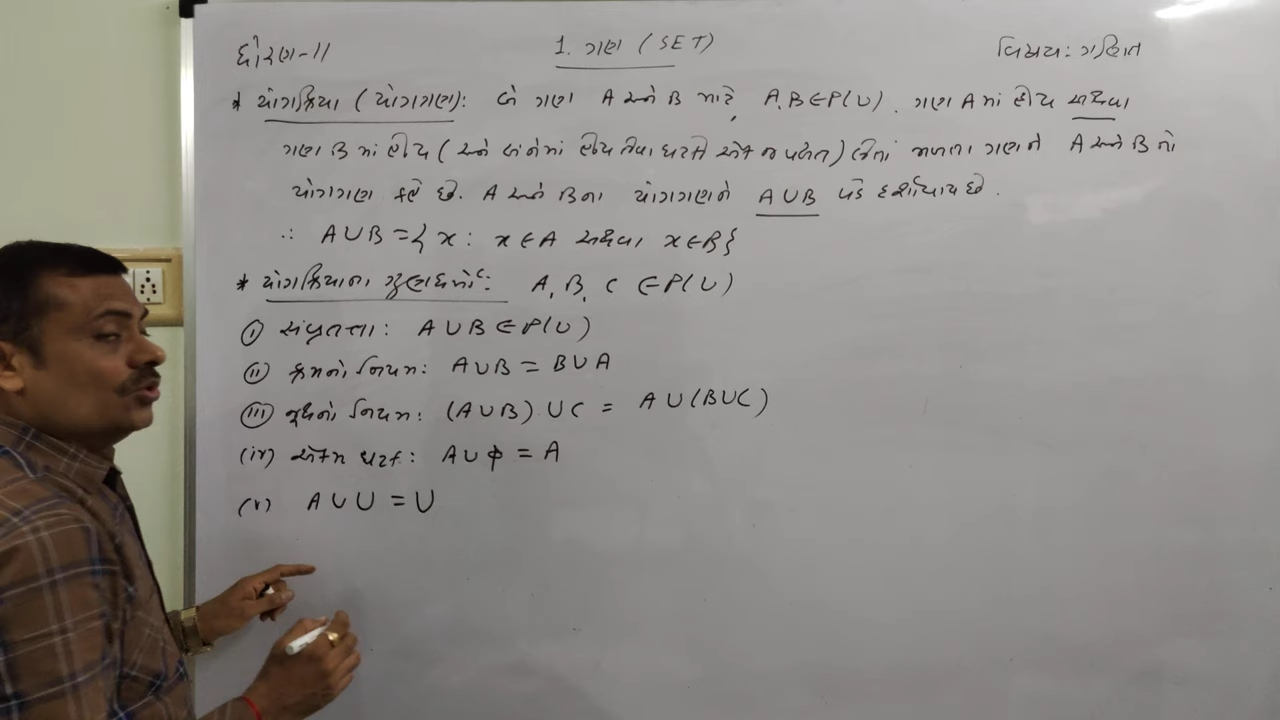 ધોરણ-11
1. ગણ (SET)
વિષય: ગણિત
* યોગક્રિયા (યોગગણ): બે ગણ A અને B માટે, A,B∈P(U). ગણ A માં હોય અથવા
ગણ B માં હોય (અને બંનેમાં હોય તેવા ઘટકો એક જ વખત) લેતાં મળતા ગણને A અને B નો
યોગગણ કહે છે. A અને B ના યોગગણને A∪B વડે દર્શાવાય છે.
∴ A∪B = { x : x∈A અથવા x∈B}
* યોગક્રિયાના ગુણધર્મો: A, B, C ∈P(U)
(i) સંવૃતતા: A∪B∈P(U)
(ii) ક્રમનો નિયમ: A∪B = B∪A
(iii) જૂથનો નિયમ: (A∪B)∪C = A∪(B∪C)
(iv) એકમ ઘટક: A∪φ = A
(v) A∪U = U